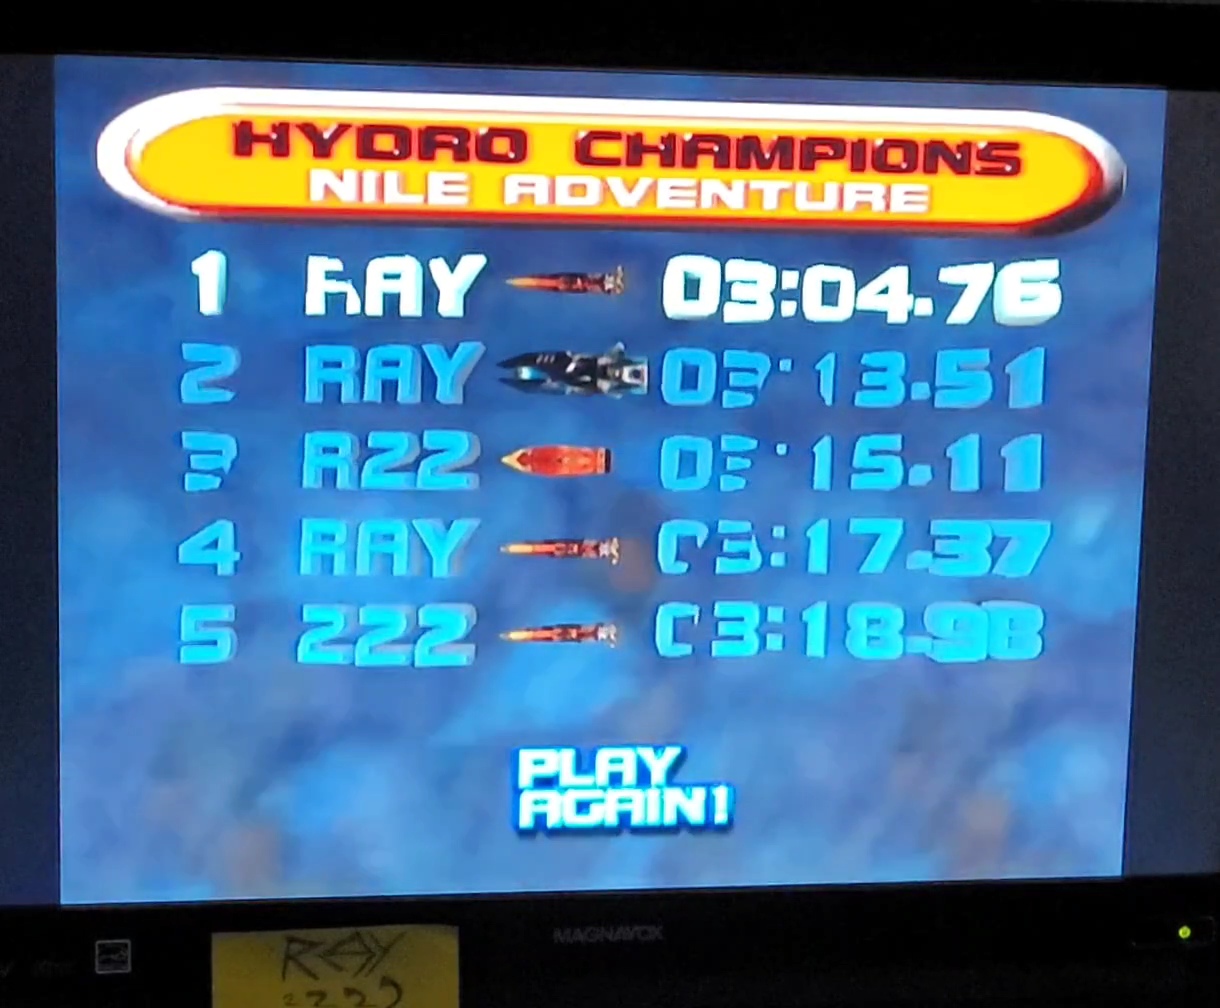 HYDRO CHAMPIONS
NILE ADVENTURE
1 RAY 03:04.76
2 RAY 03:13.51
3 R22 03:15.11
4 RAY 03:17.37
5 222 03:18.98
PLAY
AGAIN!
MAGNAVOX
RAY
2222